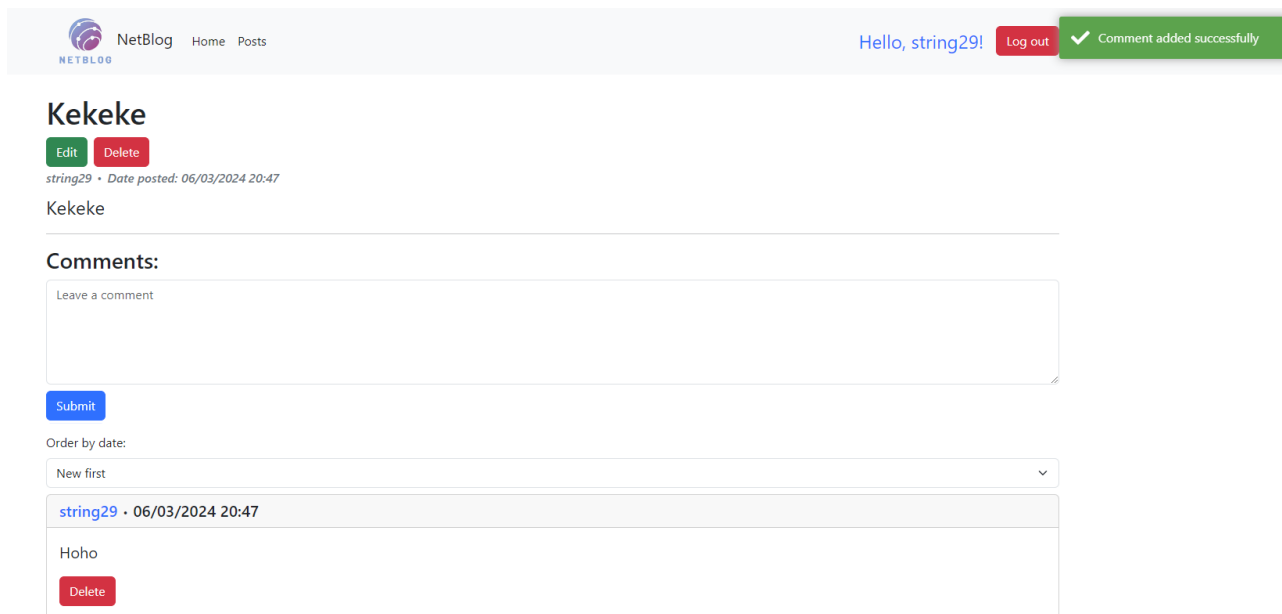 NetBlog Home Posts Hello, string29! Log out Comment added successfully
NETBLOG
Kekeke
Edit Delete
string29 • Date posted: 06/03/2024 20:47
Kekeke
Comments:
Leave a comment
Submit
Order by date:
New first
string29 • 06/03/2024 20:47
Hoho
Delete